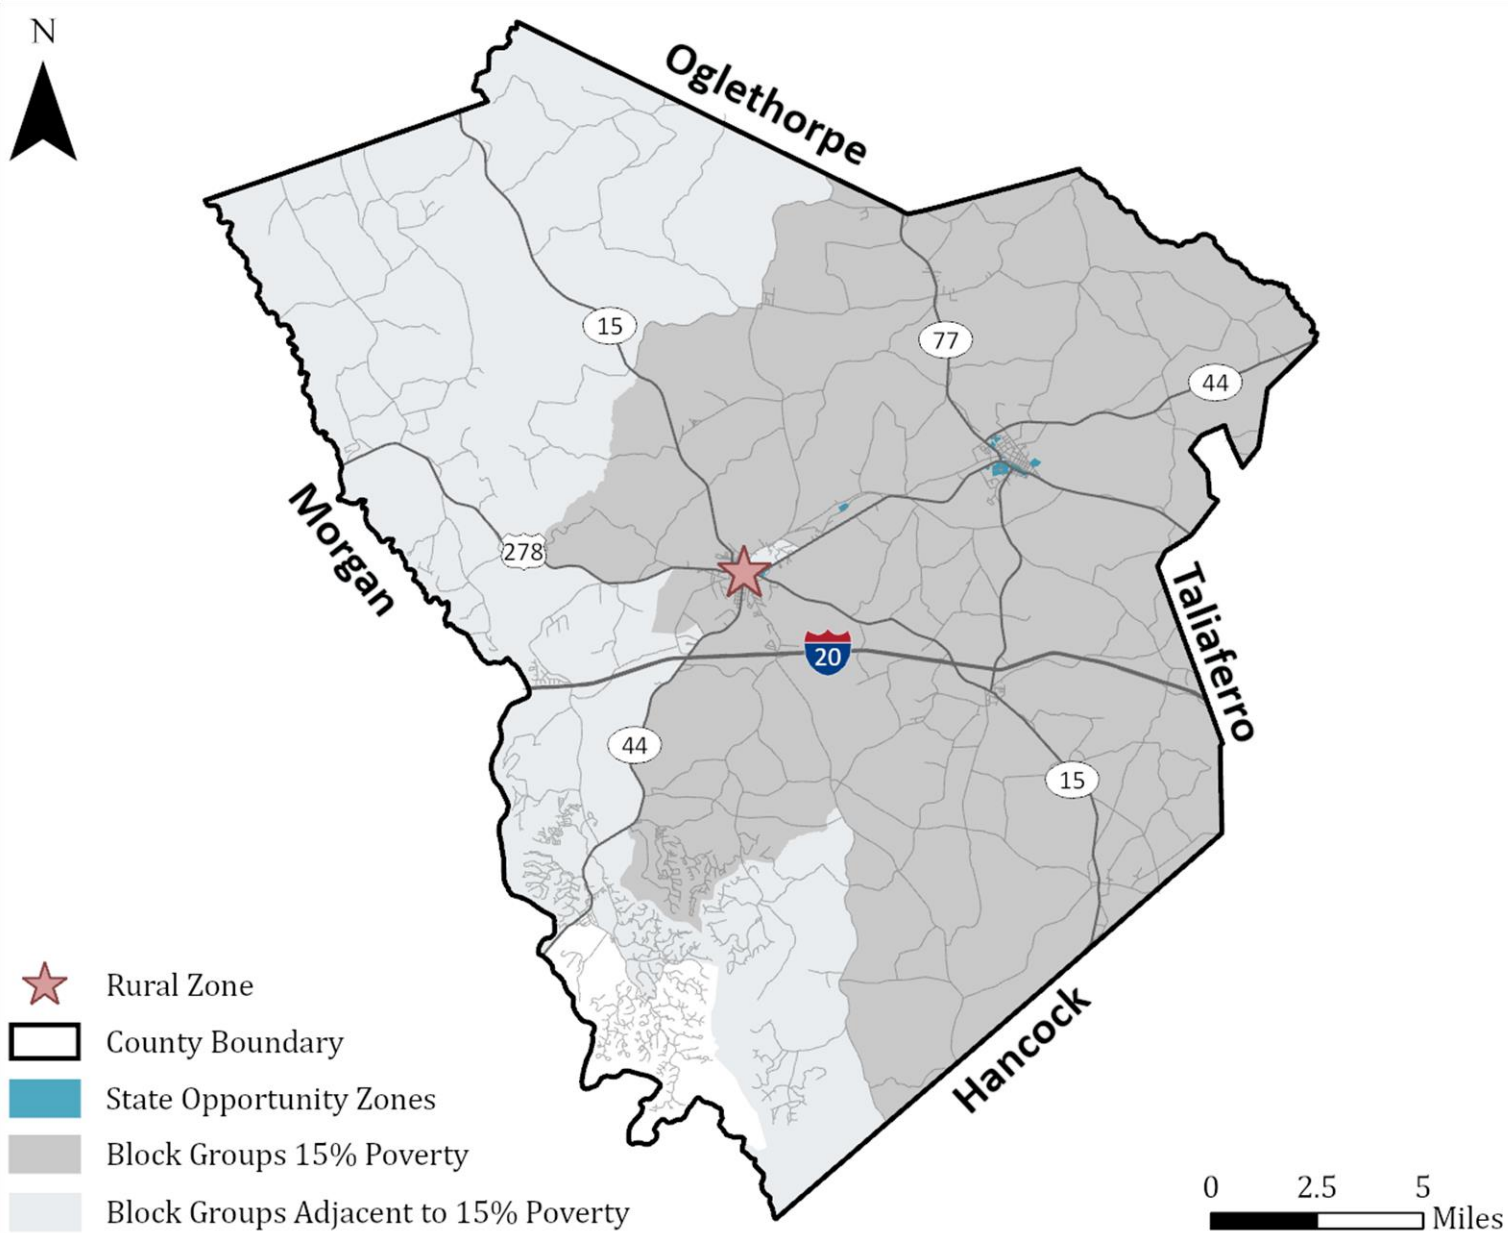 N
Oglethorpe
15
77
44
Morgan
278
20
Taliaferro
44
15
Hancock
Rural Zone
County Boundary
State Opportunity Zones
Block Groups 15% Poverty
Block Groups Adjacent to 15% Poverty
0 2.5 5
Miles